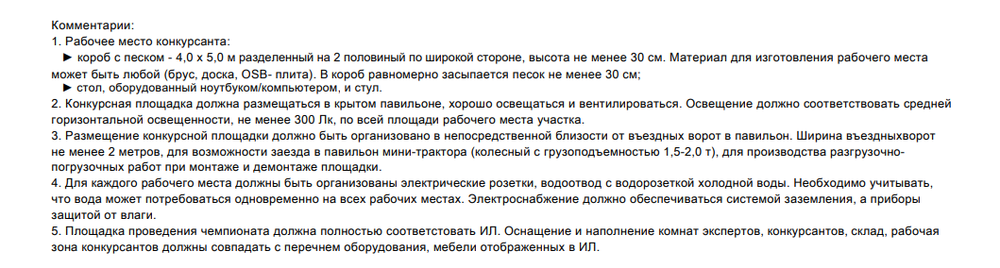 Комментарии:
1. Рабочее место конкурсанта:
► короб с песком - 4,0 х 5,0 м разделенный на 2 половиный по широкой стороне, высота не менее 30 см. Материал для изготовления рабочего места
может быть любой (брус, доска, OSB- плита). В короб равномерно засыпается песок не менее 30 см;
► стол, оборудованный ноутбуком/компьютером, и стул.
2. Конкурсная площадка должна размещаться в крытом павильоне, хорошо освещаться и вентилироваться. Освещение должно соответствовать средней
горизонтальной освещенности, не менее 300 Лк, по всей площади рабочего места участка.
3. Размещение конкурсной площадки должно быть организовано в непосредственной близости от въездных ворот в павильон. Ширина въездныхворот
не менее 2 метров, для возможности заезда в павильон мини-трактора (колесный с грузоподъемностью 1,5-2,0 т), для производства разгрузочно-
погрузочных работ при монтаже и демонтаже площадки.
4. Для каждого рабочего места должны быть организованы электрические розетки, водоотвод с водорозеткой холодной воды. Необходимо учитывать,
что вода может потребоваться одновременно на всех рабочих местах. Электроснабжение должно обеспечиваться системой заземления, а приборы
защитой от влаги.
5. Площадка проведения чемпионата должна полностью соответстовать ИЛ. Оснащение и наполнение комнат экспертов, конкурсантов, склад, рабочая
зона конкурсантов должны совпадать с перечнем оборудования, мебели отображенных в ИЛ.